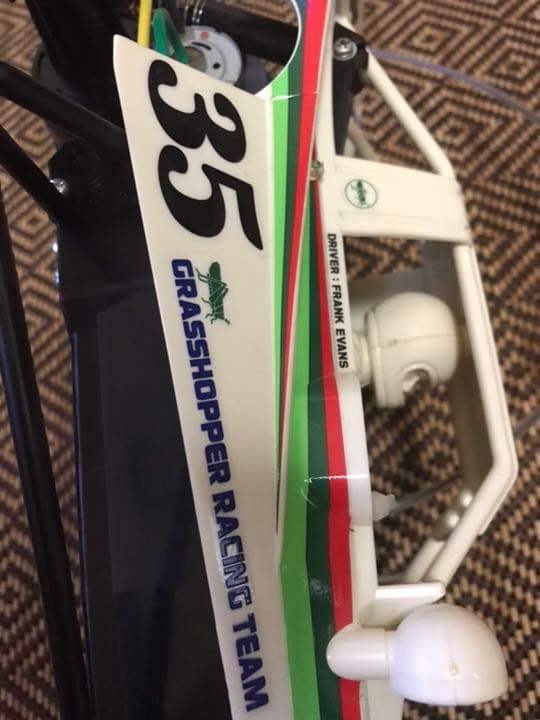 35
GRASSHOPPER RACING TEAM
DRIVER : FRANK EVANS